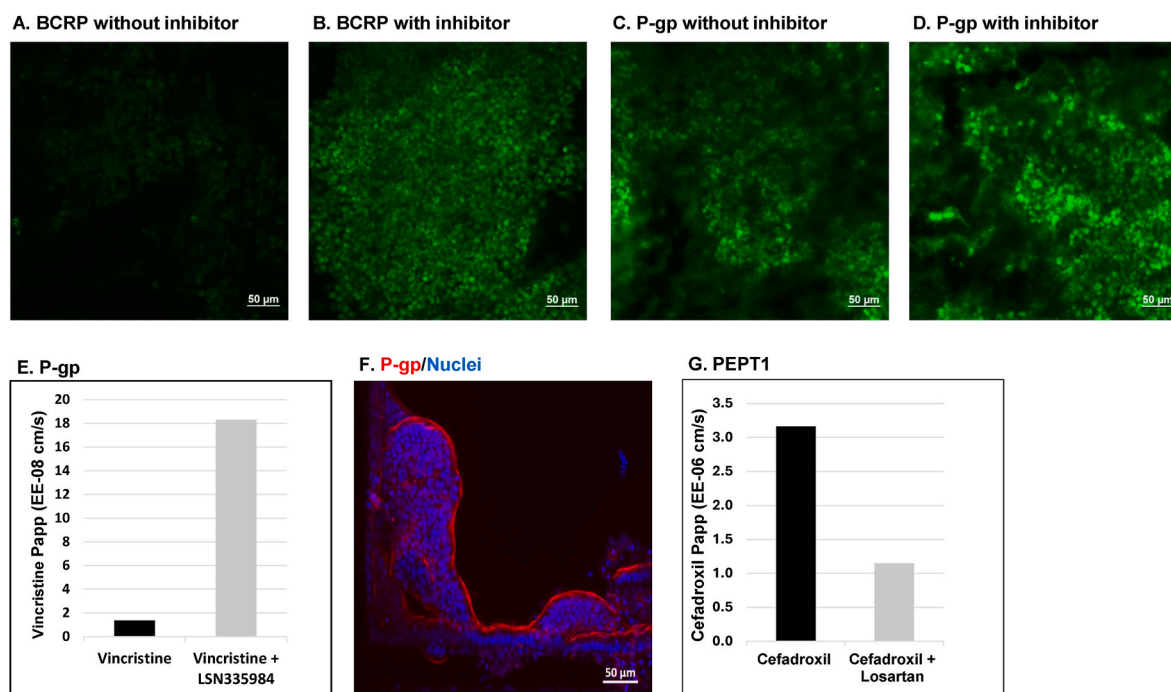 A. BCRP without inhibitor
B. BCRP with inhibitor
C. P-gp without inhibitor
D. P-gp with inhibitor
50 µm
50 µm
50 µm
50 µm
E. P-gp
Vincristine Papp (EE-08 cm/s)
20
18
16
14
12
10
8
6
4
2
0
Vincristine
Vincristine +
LSN335984
F. P-gp/Nuclei
50 µm
G. PEPT1
Cefadroxil Papp (EE-06 cm/s)
3.5
3.0
2.5
2.0
1.5
1.0
0.5
0.0
Cefadroxil
Cefadroxil +
Losartan